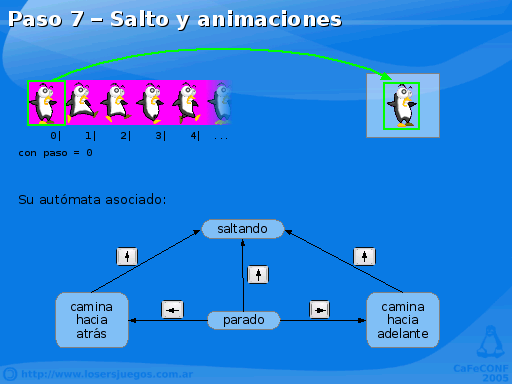 Paso 7 – Salto y animaciones
0| 1| 2| 3| 4| ...
con paso = 0
Su autómata asociado:
saltando
camina
hacia
atrás
parado
camina
hacia
adelante
http://www.losersjuegos.com.ar
CaFeCONF
2005